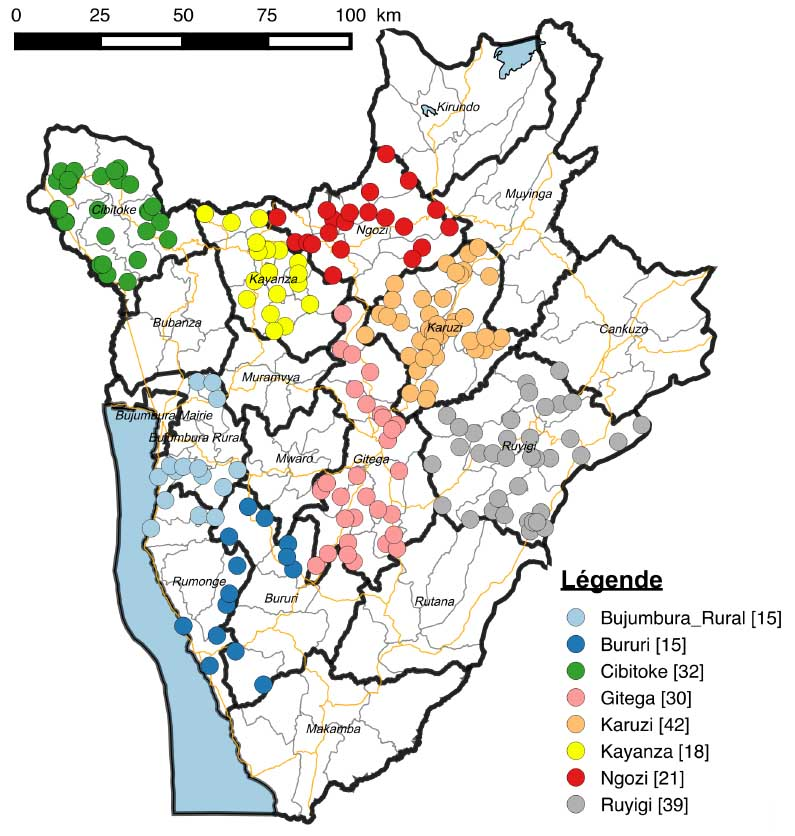 0 25 50 75 100 km
Kirundo
Muyinga
Cibitoke
Ngozi
Kayanza
Bubanza
Karuzi
Cankuzo
Muramvya
Bujumbura Mairie
Bujumbura Rural
Mwaro
Gitega
Ruyigi
Rumonge
Bururi
Rutana
Makamba
Légende
Bujumbura_Rural [15]
Bururi [15]
Cibitoke [32]
Gitega [30]
Karuzi [42]
Kayanza [18]
Ngozi [21]
Ruyigi [39]